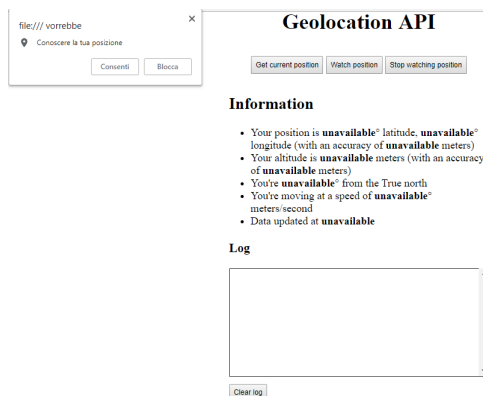 file:/// vorrebbe
×
Conoscere la tua posizione
Consenti Blocca
Geolocation API
Get current position Watch position Stop watching position
Information
• Your position is unavailable° latitude, unavailable°
longitude (with an accuracy of unavailable meters)
• Your altitude is unavailable meters (with an accuracy
of unavailable meters)
• You're unavailable° from the True north
• You're moving at a speed of unavailable°
meters/second
• Data updated at unavailable
Log
Clear log